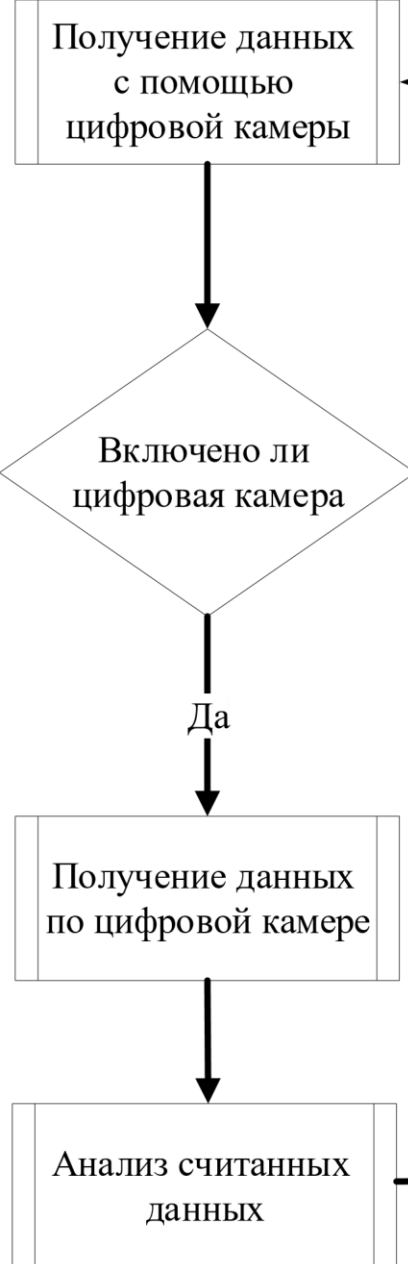 Получение данных
с помощью
цифровой камеры
Включено ли
цифровая камера
Да
Получение данных
по цифровой камере
Анализ считанных
данных